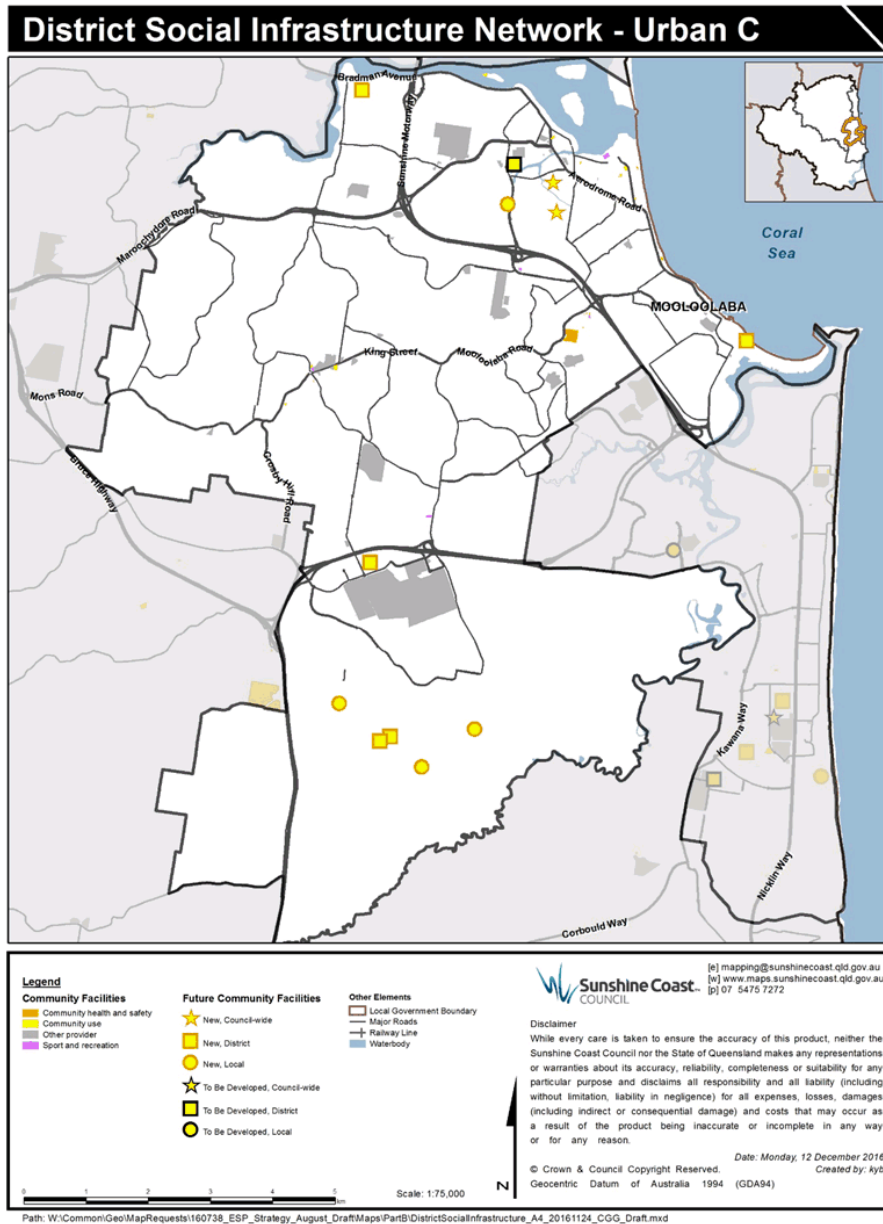 District Social Infrastructure Network - Urban C
Bradman Avenue
Sunshine Motorway
Aerodrome Road
Maroochydore Road
Coral
Sea
MOOLOOLABA
King Street
Mooloolaba Road
Mons Road
Crosby Hill Road
Bruce Highway
Kawana Way
Nicklin Way
Corbould Way
Legend
Community Facilities
Community health and safety
Community use
Other provider
Sport and recreation
Future Community Facilities
New, Council-wide
New, District
New, Local
To Be Developed, Council-wide
To Be Developed, District
To Be Developed, Local
Other Elements
Local Government Boundary
Major Roads
Railway Line
Waterbody
0 1 2 3 4 5
km
Scale: 1:75,000
N
Sunshine Coast™
COUNCIL
[e] mapping@sunshinecoast.qld.gov.au
[w] www.maps.sunshinecoast.qld.gov.au
[p] 07 5475 7272
Disclaimer
While every care is taken to ensure the accuracy of this product, neither the
Sunshine Coast Council nor the State of Queensland makes any representations
or warranties about its accuracy, reliability, completeness or suitability for any
particular purpose and disclaims all responsibility and all liability (including
without limitation, liability in negligence) for all expenses, losses, damages
(including indirect or consequential damage) and costs that may occur as
a result of the product being inaccurate or incomplete in any way
or for any reason.
Date: Monday, 12 December 2016
© Crown & Council Copyright Reserved.
Created by: kyb
Geocentric Datum of Australia 1994 (GDA94)
Path: W:\Common\Geo\MapRequests\160738_ESP_Strategy_August_Draft\Maps\PartB\DistrictSocialInfrastructure_A4_20161124_CGG_Draft.mxd